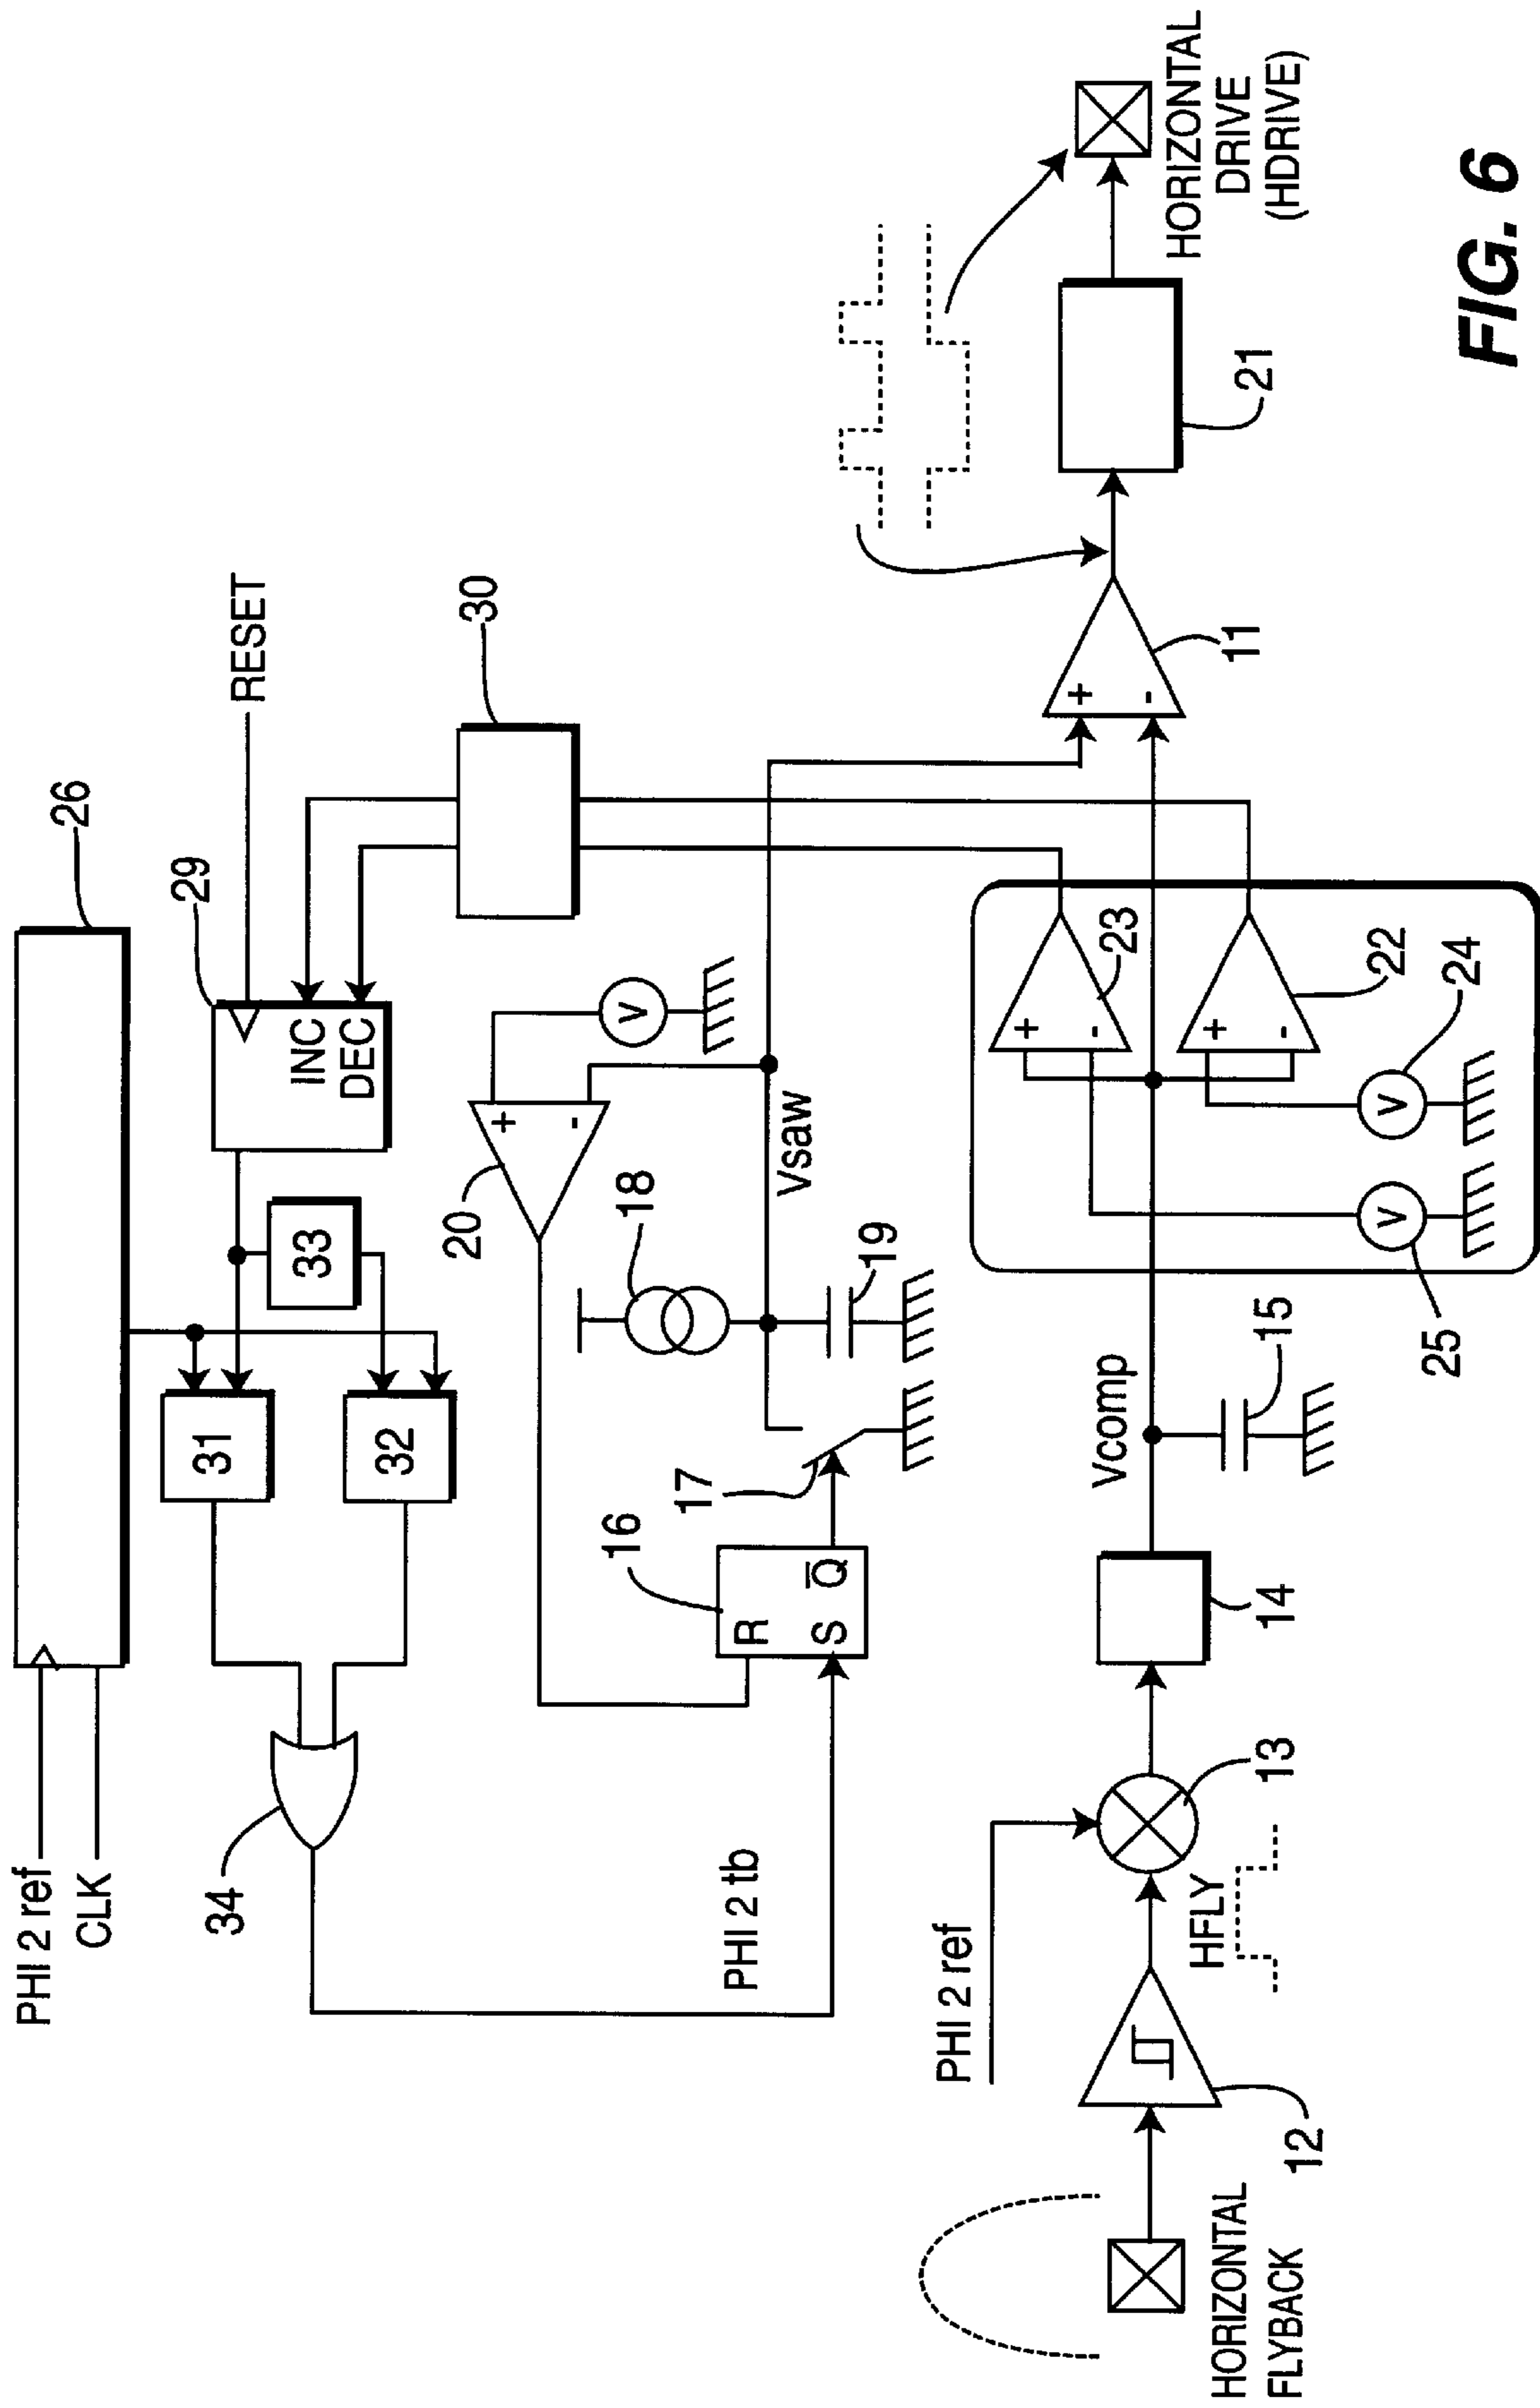 PHI 2 ref
CLK
26
29
RESET
INC
DEC
30
31
33
32
34
20
+
-
V
18
Vsaw
19
17
16
R
S Q̅
PHI 2 tb
11
+
-
21
HORIZONTAL
DRIVE
(HDRIVE)
23
+
-
22
+
-
24
V
25
V
Vcomp
15
14
13
PHI 2 ref
HFLY
12
HORIZONTAL
FLYBACK
FIG. 6